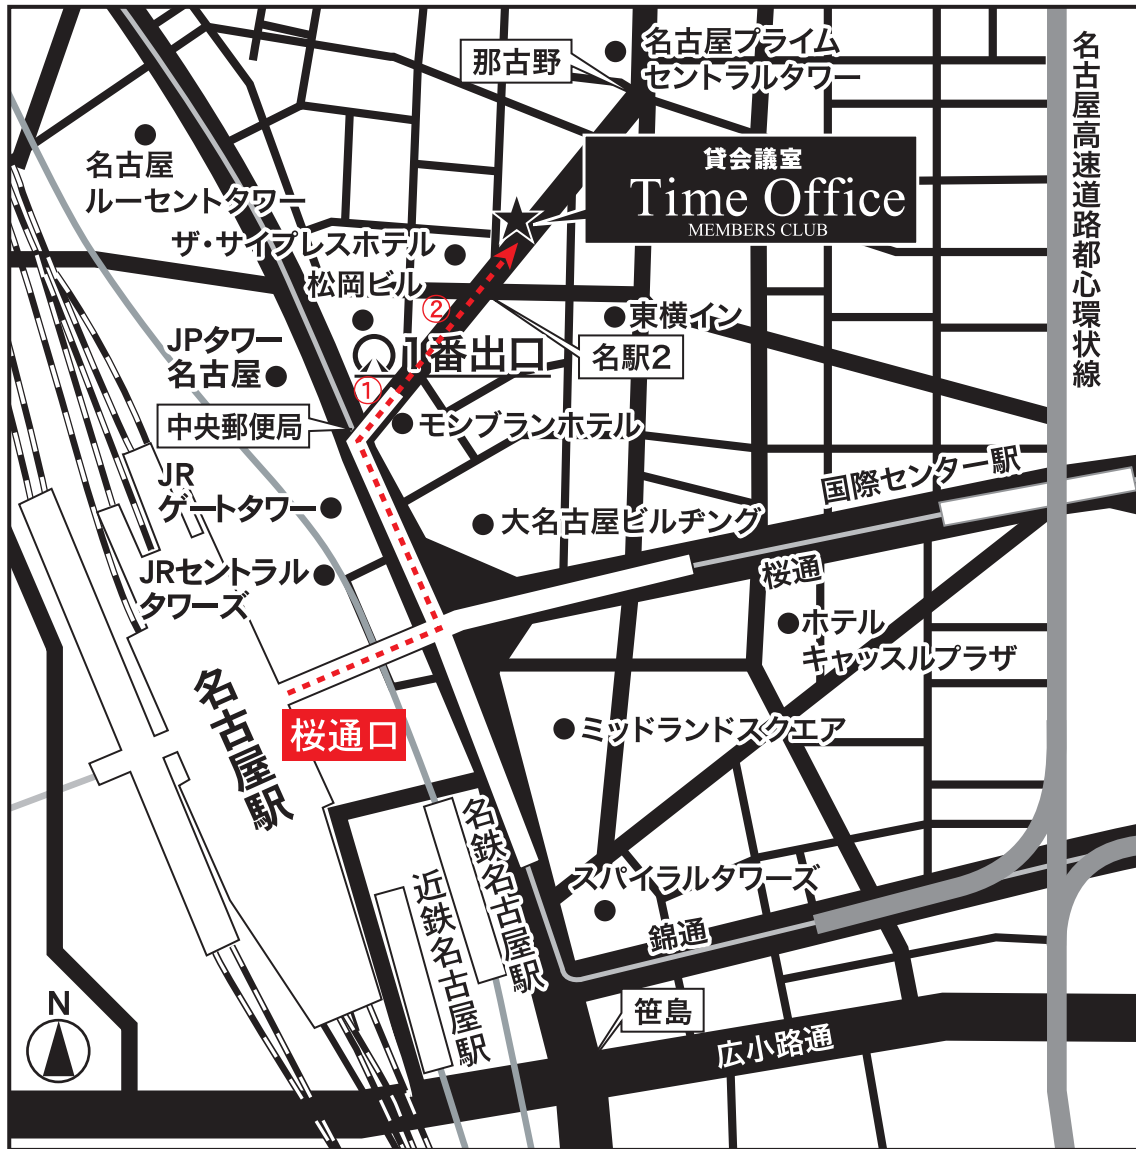 名古屋プライム
セントラルタワー
那古野
名古屋高速道路都心環状線
名古屋
ルーセントタワー
貸会議室
Time Office
MEMBERS CLUB
ザ・サイプレスホテル
松岡ビル
②
東横イン
JPタワー
名古屋
1番出口
名駅2
①
中央郵便局
モンブランホテル
JR
ゲートタワー
大名古屋ビルヂング
国際センター駅
JRセントラル
タワーズ
桜通
ホテル
キャッスルプラザ
名古屋駅
桜通口
ミッドランドスクエア
名鉄名古屋駅
近鉄名古屋駅
スパイラルタワーズ
錦通
笹島
広小路通
N